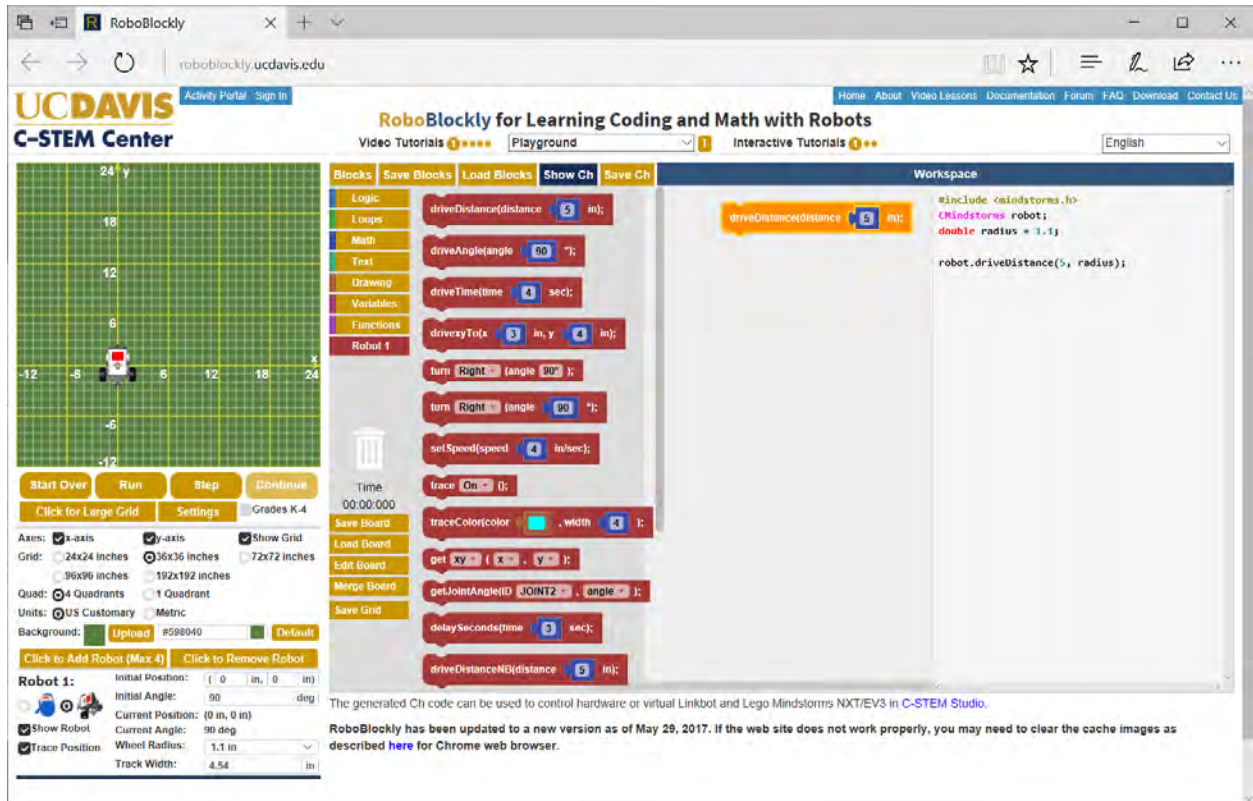 RoboBlockly
roboblockly.ucdavis.edu
UCDAVIS
C-STEM Center
Activity Portal Sign In
Home About Video Lessons Documentation Forum FAQ Download Contact Us
RoboBlockly for Learning Coding and Math with Robots
Video Tutorials 1 Playground 1 Interactive Tutorials 1 English
24 y
18
12
6
x
-12 -8 6 12 18 24
-6
-12
Start Over Run Step Continue
Click for Large Grid Settings Grades K-4
Axes: x-axis y-axis Show Grid
Grid: 24x24 inches 36x36 inches 72x72 inches
96x96 inches 192x192 inches
Quad: 4 Quadrants 1 Quadrant
Units: US Customary Metric
Background: Upload #598040 Default
Click to Add Robot (Max 4) Click to Remove Robot
Robot 1: Initial Position: ( 0 in, 0 in)
Initial Angle: 90 deg
Current Position: (0 in, 0 in)
Show Robot Current Angle: 90 deg
Trace Position Wheel Radius: 1.1 in
Track Width: 4.54 in
Blocks Save Blocks Load Blocks Show Ch Save Ch
Workspace
Logic
Loops
Math
Text
Drawing
Variables
Functions
Robot 1
Time
00:00:000
Save Board
Load Board
Edit Board
Merge Board
Save Grid
driveDistance(distance 5 in);
driveAngle(angle 90 °);
driveTime(time 4 sec);
drivexyTo(x 3 in, y 4 in);
turn Right (angle 90° );
turn Right (angle 90 °);
setSpeed(speed 4 in/sec);
trace On ();
traceColor(color , width 4 );
get xy ( x , y );
getJointAngle(ID JOINT2 , angle );
delaySeconds(time 3 sec);
driveDistanceNB(distance 5 in);
driveDistance(distance 5 in);
#include <mindstorms.h>
CMindstorms robot;
double radius = 1.1;
robot.driveDistance(5, radius);
The generated Ch code can be used to control hardware or virtual Linkbot and Lego Mindstorms NXT/EV3 in C-STEM Studio.
RoboBlockly has been updated to a new version as of May 29, 2017. If the web site does not work properly, you may need to clear the cache images as
described here for Chrome web browser.